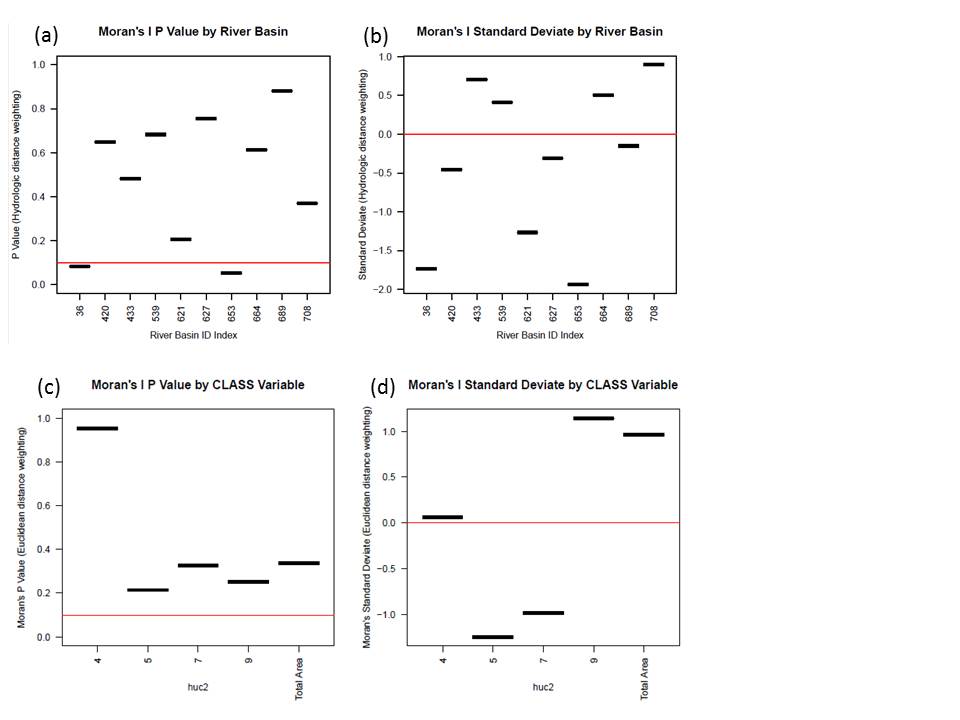 (a)
Moran's I P Value by River Basin
P Value (Hydrologic distance weighting)
1.0
0.8
0.6
0.4
0.2
0.0
36
420
433
539
621
627
653
664
689
708
River Basin ID Index
(b)
Moran's I Standard Deviate by River Basin
Standard Deviate (Hydrologic distance weighting)
1.0
0.5
0.0
−0.5
−1.0
−1.5
−2.0
36
420
433
539
621
627
653
664
689
708
River Basin ID Index
(c)
Moran's I P Value by CLASS Variable
Moran's P Value (Euclidean distance weighting)
1.0
0.8
0.6
0.4
0.2
0.0
4
5
7
9
Total Area
huc2
(d)
Moran's I Standard Deviate by CLASS Variable
Moran's Standard Deviate (Euclidean distance weighting)
1.0
0.5
0.0
−0.5
−1.0
4
5
7
9
Total Area
huc2